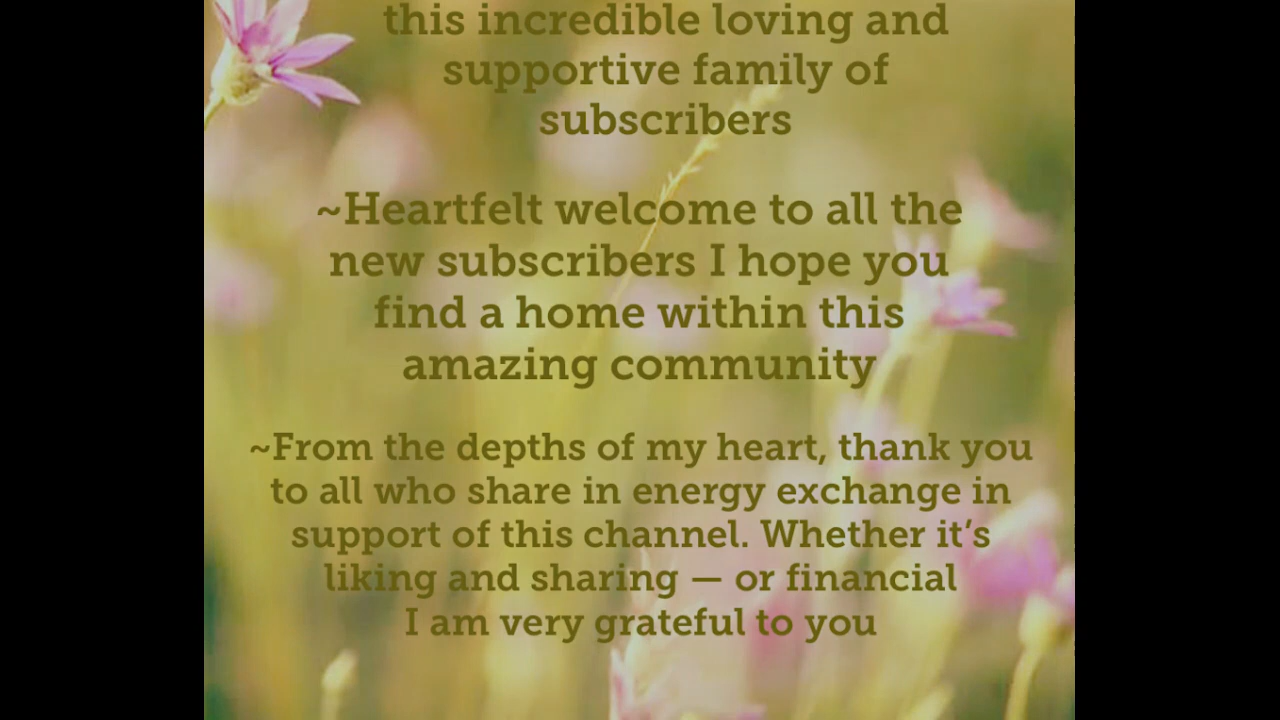 this incredible loving and
supportive family of
subscribers
~Heartfelt welcome to all the
new subscribers I hope you
find a home within this
amazing community
~From the depths of my heart, thank you
to all who share in energy exchange in
support of this channel. Whether it’s
liking and sharing — or financial
I am very grateful to you